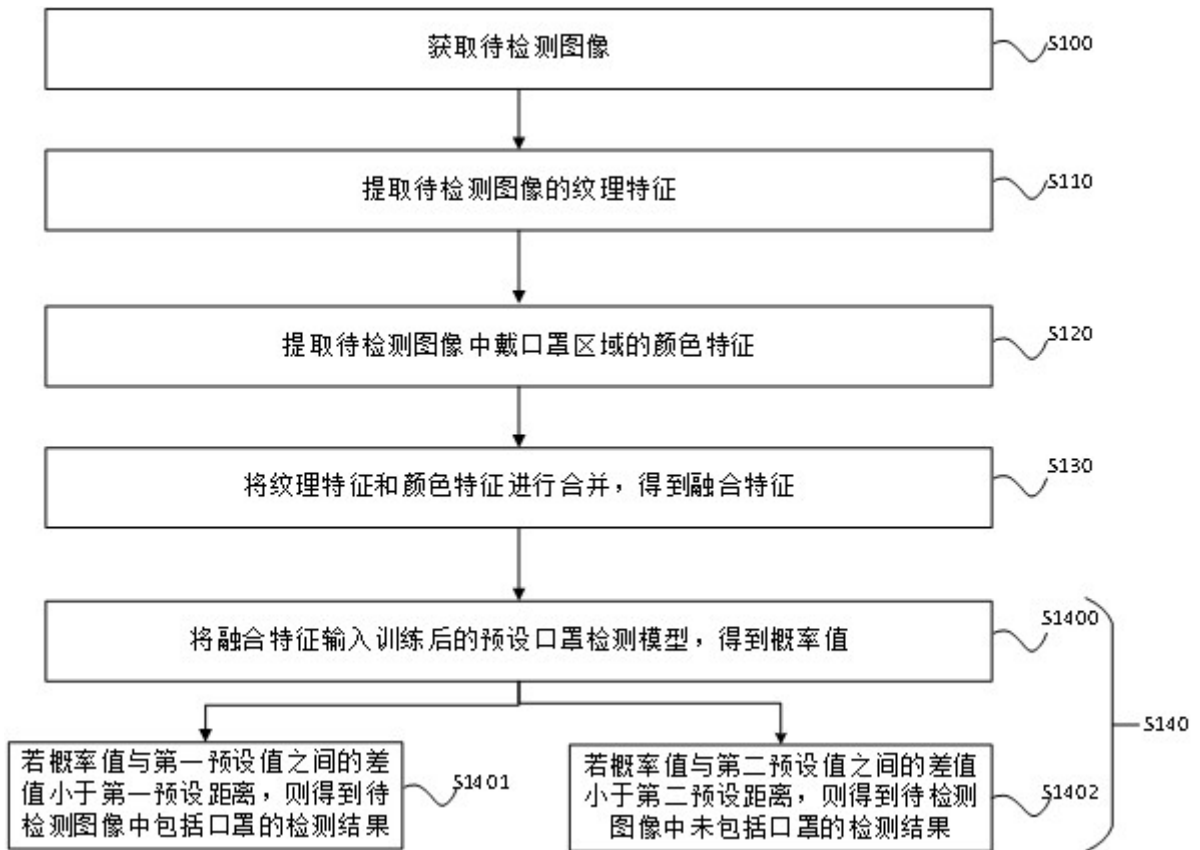 获取待检测图像
S100
提取待检测图像的纹理特征
S110
提取待检测图像中戴口罩区域的颜色特征
S120
将纹理特征和颜色特征进行合并，得到融合特征
S130
将融合特征输入训练后的预设口罩检测模型，得到概率值
S1400
若概率值与第一预设值之间的差
值小于第一预设距离，则得到待
检测图像中包括口罩的检测结果
S1401
若概率值与第二预设值之间的差值
小于第二预设距离，则得到待检测
图像中未包括口罩的检测结果
S1402
S140